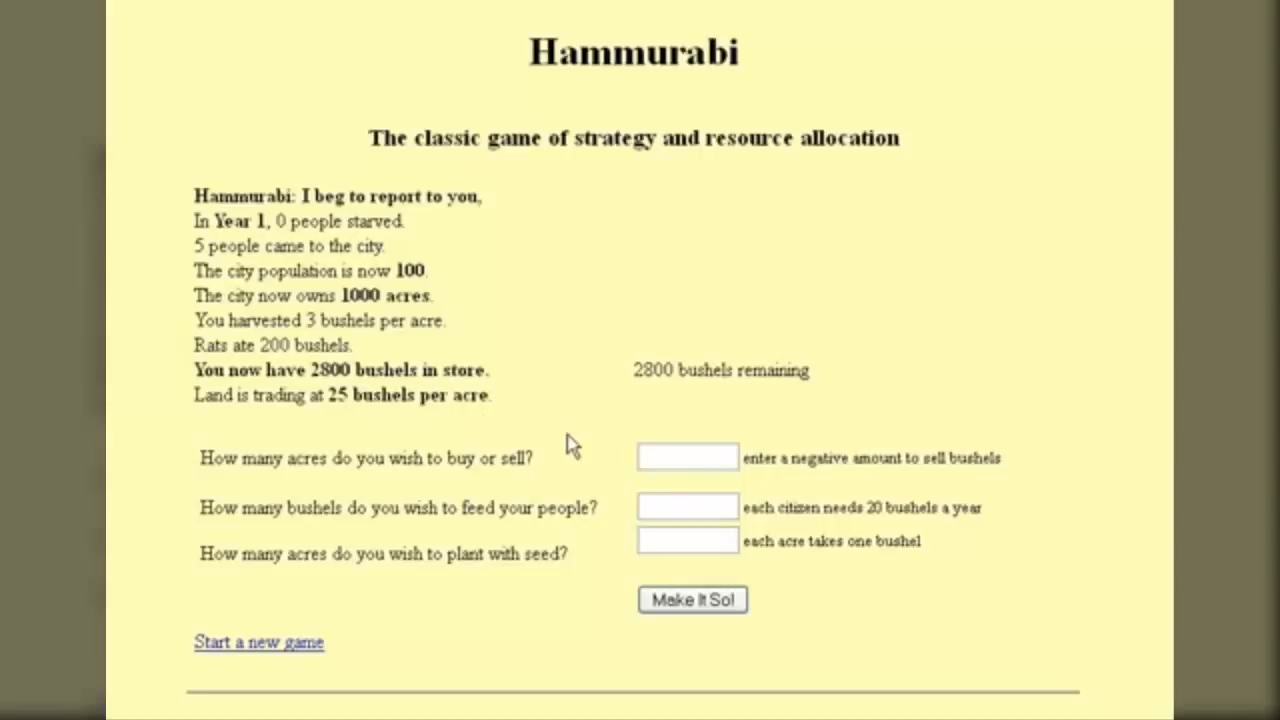 Hammurabi
The classic game of strategy and resource allocation
Hammurabi: I beg to report to you,
In Year 1, 0 people starved.
5 people came to the city.
The city population is now 100.
The city now owns 1000 acres.
You harvested 3 bushels per acre.
Rats ate 200 bushels.
You now have 2800 bushels in store. 2800 bushels remaining
Land is trading at 25 bushels per acre.
How many acres do you wish to buy or sell? enter a negative amount to sell bushels
How many bushels do you wish to feed your people? each citizen needs 20 bushels a year
How many acres do you wish to plant with seed? each acre takes one bushel
Make It So!
Start a new game